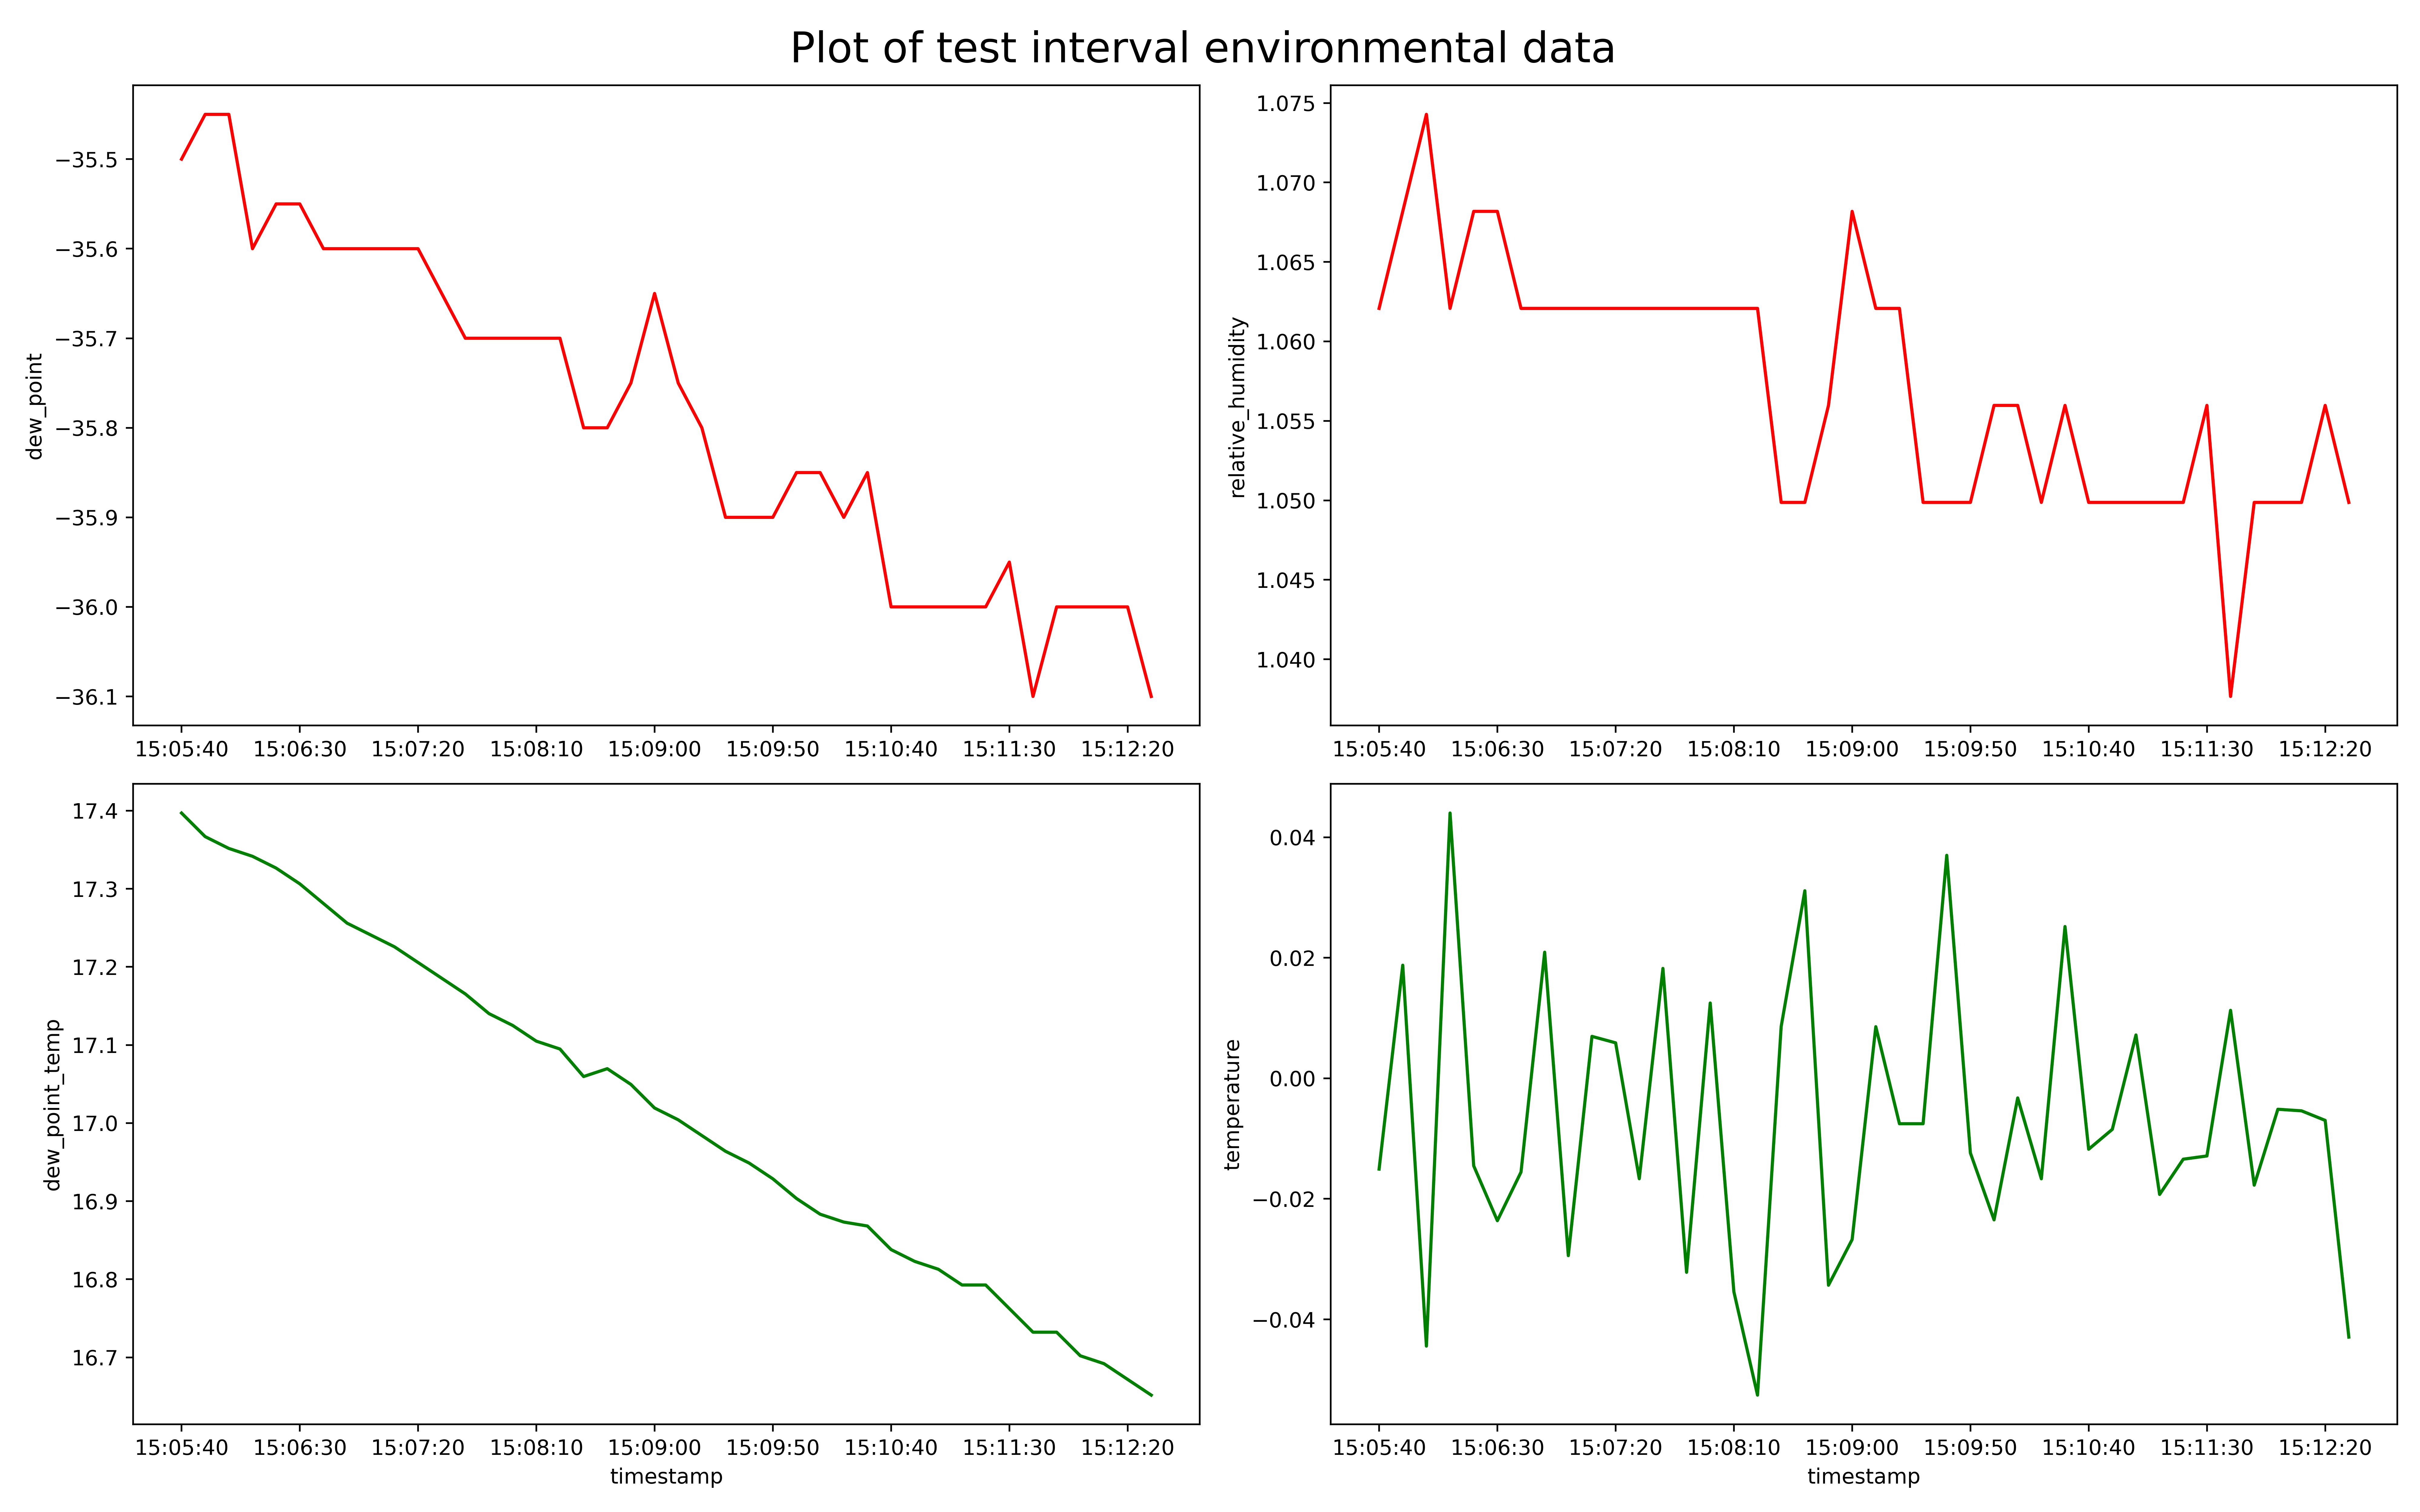 Plot of test interval environmental data
dew_point
−35.5
−35.6
−35.7
−35.8
−35.9
−36.0
−36.1
15:05:40 15:06:30 15:07:20 15:08:10 15:09:00 15:09:50 15:10:40 15:11:30 15:12:20
relative_humidity
1.075
1.070
1.065
1.060
1.055
1.050
1.045
1.040
15:05:40 15:06:30 15:07:20 15:08:10 15:09:00 15:09:50 15:10:40 15:11:30 15:12:20
dew_point_temp
17.4
17.3
17.2
17.1
17.0
16.9
16.8
16.7
15:05:40 15:06:30 15:07:20 15:08:10 15:09:00 15:09:50 15:10:40 15:11:30 15:12:20
timestamp
temperature
0.04
0.02
0.00
−0.02
−0.04
15:05:40 15:06:30 15:07:20 15:08:10 15:09:00 15:09:50 15:10:40 15:11:30 15:12:20
timestamp